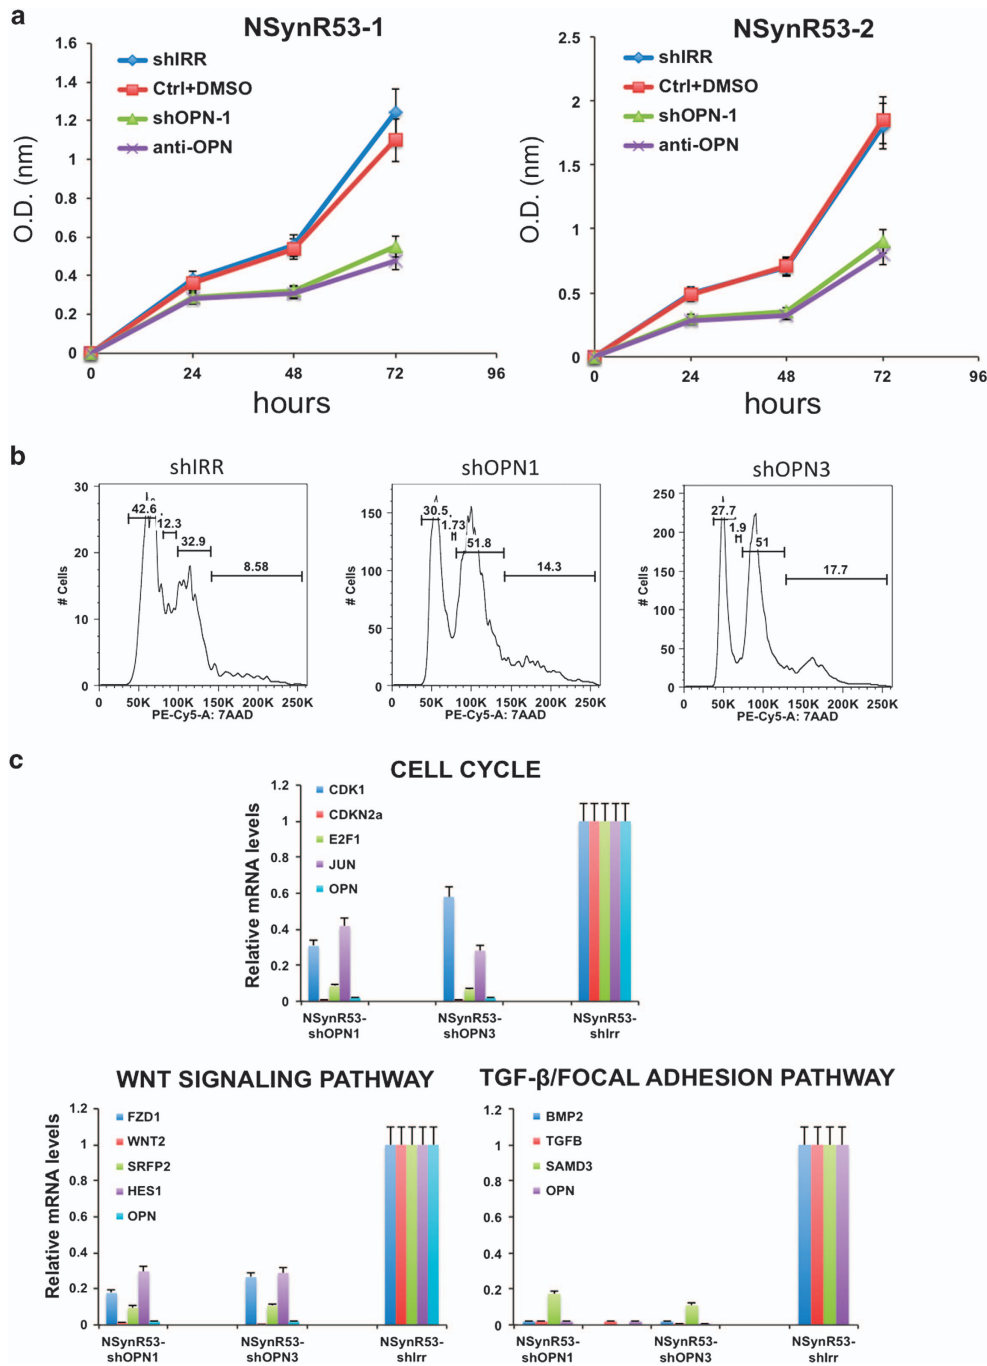 a
NSynR53-1
1.6
1.4
1.2
1
0.8
0.6
0.4
0.2
0
O.D. (nm)
shIRR
Ctrl+DMSO
shOPN-1
anti-OPN
0 24 48 72 96
hours
NSynR53-2
2.5
2
1.5
1
0.5
0
O.D. (nm)
shIRR
Ctrl+DMSO
shOPN-1
anti-OPN
0 24 48 72 96
hours
b
shIRR
30
20
10
0
# Cells
42.6
12.3
32.9
8.58
0 50K 100K 150K 200K 250K
PE-Cy5-A: 7AAD
shOPN1
150
100
50
0
# Cells
30.5
1.73
51.8
14.3
0 50K 100K 150K 200K 250K
PE-Cy5-A: 7AAD
shOPN3
250
200
150
100
50
0
# Cells
27.7
1.9
51
17.7
0 50K 100K 150K 200K 250K
PE-Cy5-A: 7AAD
c
CELL CYCLE
1.2
1
0.8
0.6
0.4
0.2
0
Relative mRNA levels
CDK1
CDKN2a
E2F1
JUN
OPN
NSynR53-
shOPN1
NSynR53-
shOPN3
NSynR53-
shIrr
WNT SIGNALING PATHWAY
1.2
1
0.8
0.6
0.4
0.2
0
Relative mRNA levels
FZD1
WNT2
SRFP2
HES1
OPN
NSynR53-
shOPN1
NSynR53-
shOPN3
NSynR53-
shIrr
TGF-β/FOCAL ADHESION PATHWAY
1.2
1
0.8
0.6
0.4
0.2
0
BMP2
TGFB
SAMD3
OPN
NSynR53-
shOPN1
NSynR53-
shOPN3
NSynR53-
shIrr